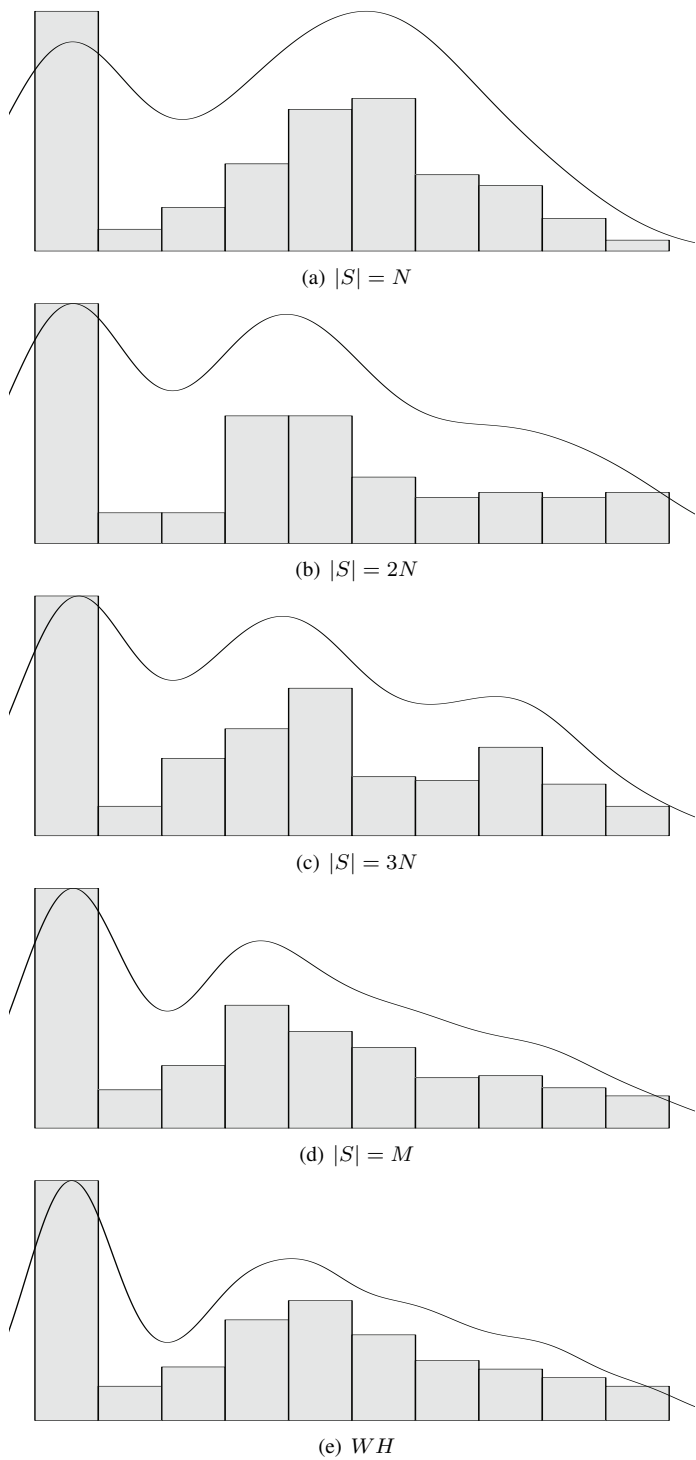 (a) |S| = N
(b) |S| = 2N
(c) |S| = 3N
(d) |S| = M
(e) WH